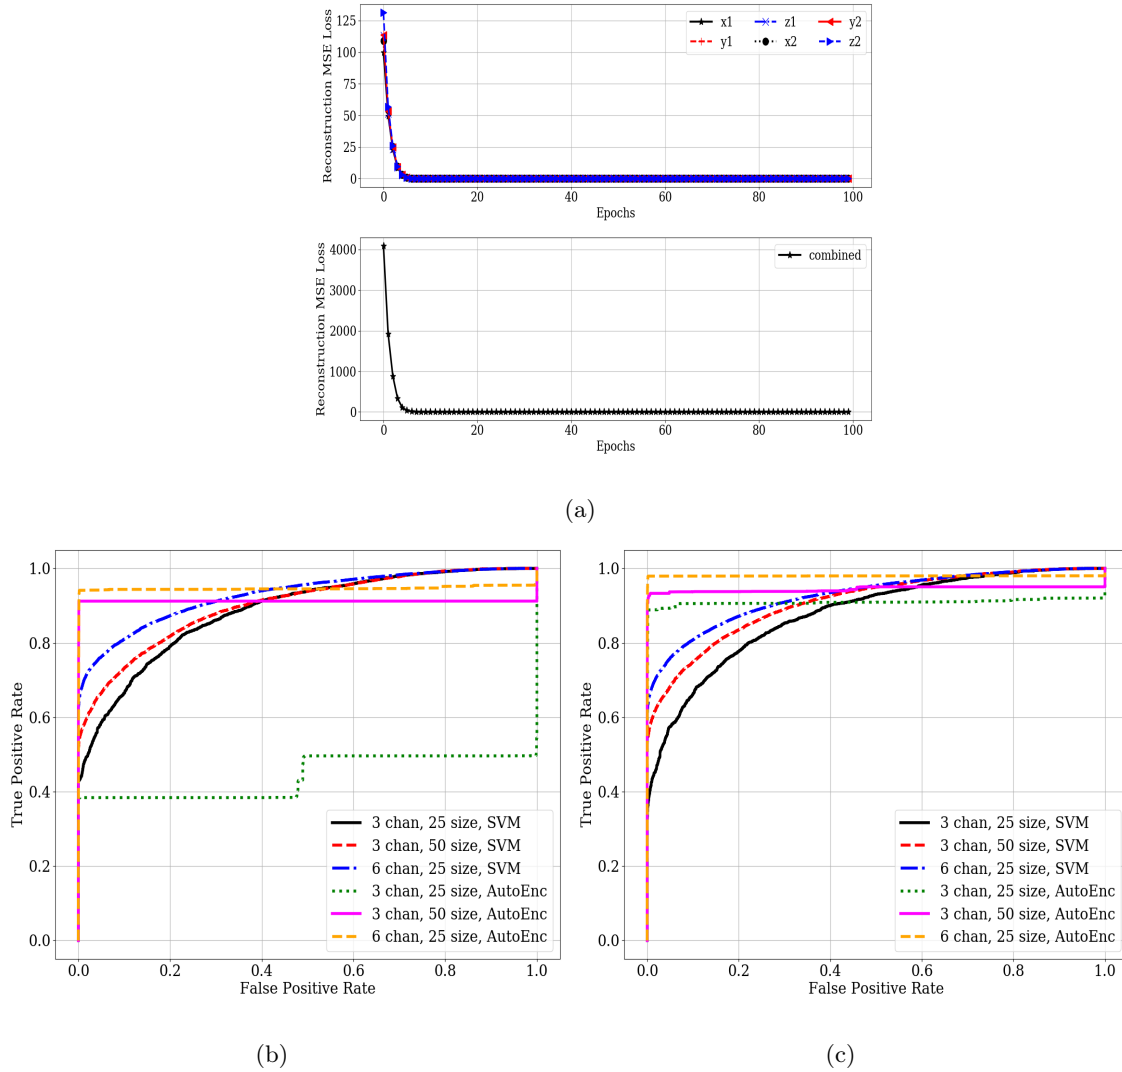 Reconstruction MSE Loss
125
100
75
50
25
0
x1
z1
y2
y1
x2
z2
0
20
40
60
80
100
Epochs
Reconstruction MSE Loss
4000
3000
2000
1000
0
combined
0
20
40
60
80
100
Epochs
(a)
True Positive Rate
1.0
0.8
0.6
0.4
0.2
0.0
3 chan, 25 size, SVM
3 chan, 50 size, SVM
6 chan, 25 size, SVM
3 chan, 25 size, AutoEnc
3 chan, 50 size, AutoEnc
6 chan, 25 size, AutoEnc
0.0
0.2
0.4
0.6
0.8
1.0
False Positive Rate
(b)
True Positive Rate
1.0
0.8
0.6
0.4
0.2
0.0
3 chan, 25 size, SVM
3 chan, 50 size, SVM
6 chan, 25 size, SVM
3 chan, 25 size, AutoEnc
3 chan, 50 size, AutoEnc
6 chan, 25 size, AutoEnc
0.0
0.2
0.4
0.6
0.8
1.0
False Positive Rate
(c)